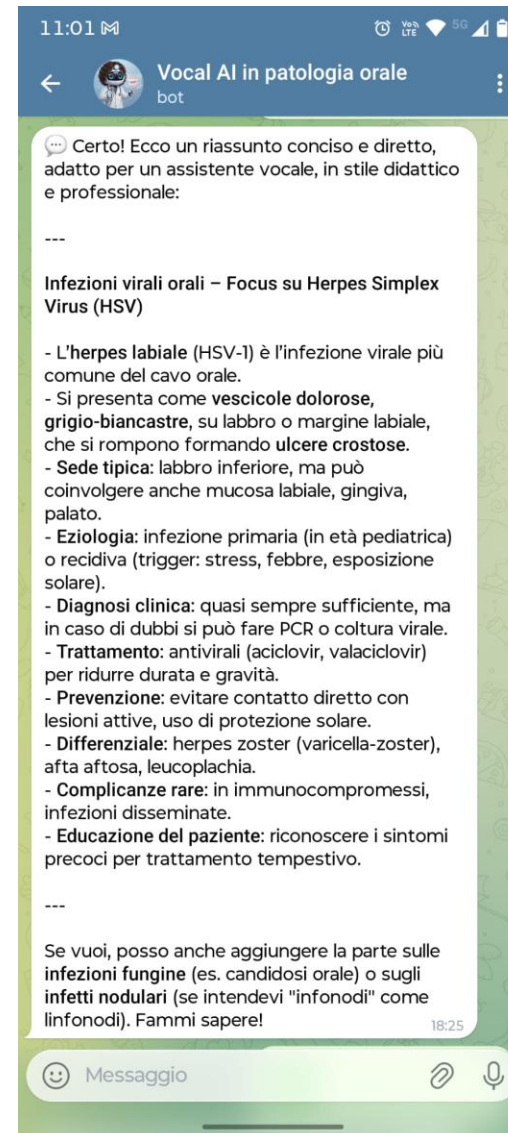 11:01
Vo)) LTE 5G
Vocal AI in patologia orale
bot
Certo! Ecco un riassunto conciso e diretto,
adatto per un assistente vocale, in stile didattico
e professionale:
---
Infezioni virali orali – Focus su Herpes Simplex
Virus (HSV)
- L'herpes labiale (HSV-1) è l'infezione virale più
comune del cavo orale.
- Si presenta come vescicole dolorose,
grigio-biancastre, su labbro o margine labiale,
che si rompono formando ulcere crostose.
- Sede tipica: labbro inferiore, ma può
coinvolgere anche mucosa labiale, gingiva,
palato.
- Eziologia: infezione primaria (in età pediatrica)
o recidiva (trigger: stress, febbre, esposizione
solare).
- Diagnosi clinica: quasi sempre sufficiente, ma
in caso di dubbi si può fare PCR o coltura virale.
- Trattamento: antivirali (aciclovir, valaciclovir)
per ridurre durata e gravità.
- Prevenzione: evitare contatto diretto con
lesioni attive, uso di protezione solare.
- Differenziale: herpes zoster (varicella-zoster),
afta aftosa, leucoplachia.
- Complicanze rare: in immunocompromessi,
infezioni disseminate.
- Educazione del paziente: riconoscere i sintomi
precoci per trattamento tempestivo.
---
Se vuoi, posso anche aggiungere la parte sulle
infezioni fungine (es. candidosi orale) o sugli
infetti nodulari (se intendevi "infonodi" come
linfonodi). Fammi sapere!
18:25
Messaggio